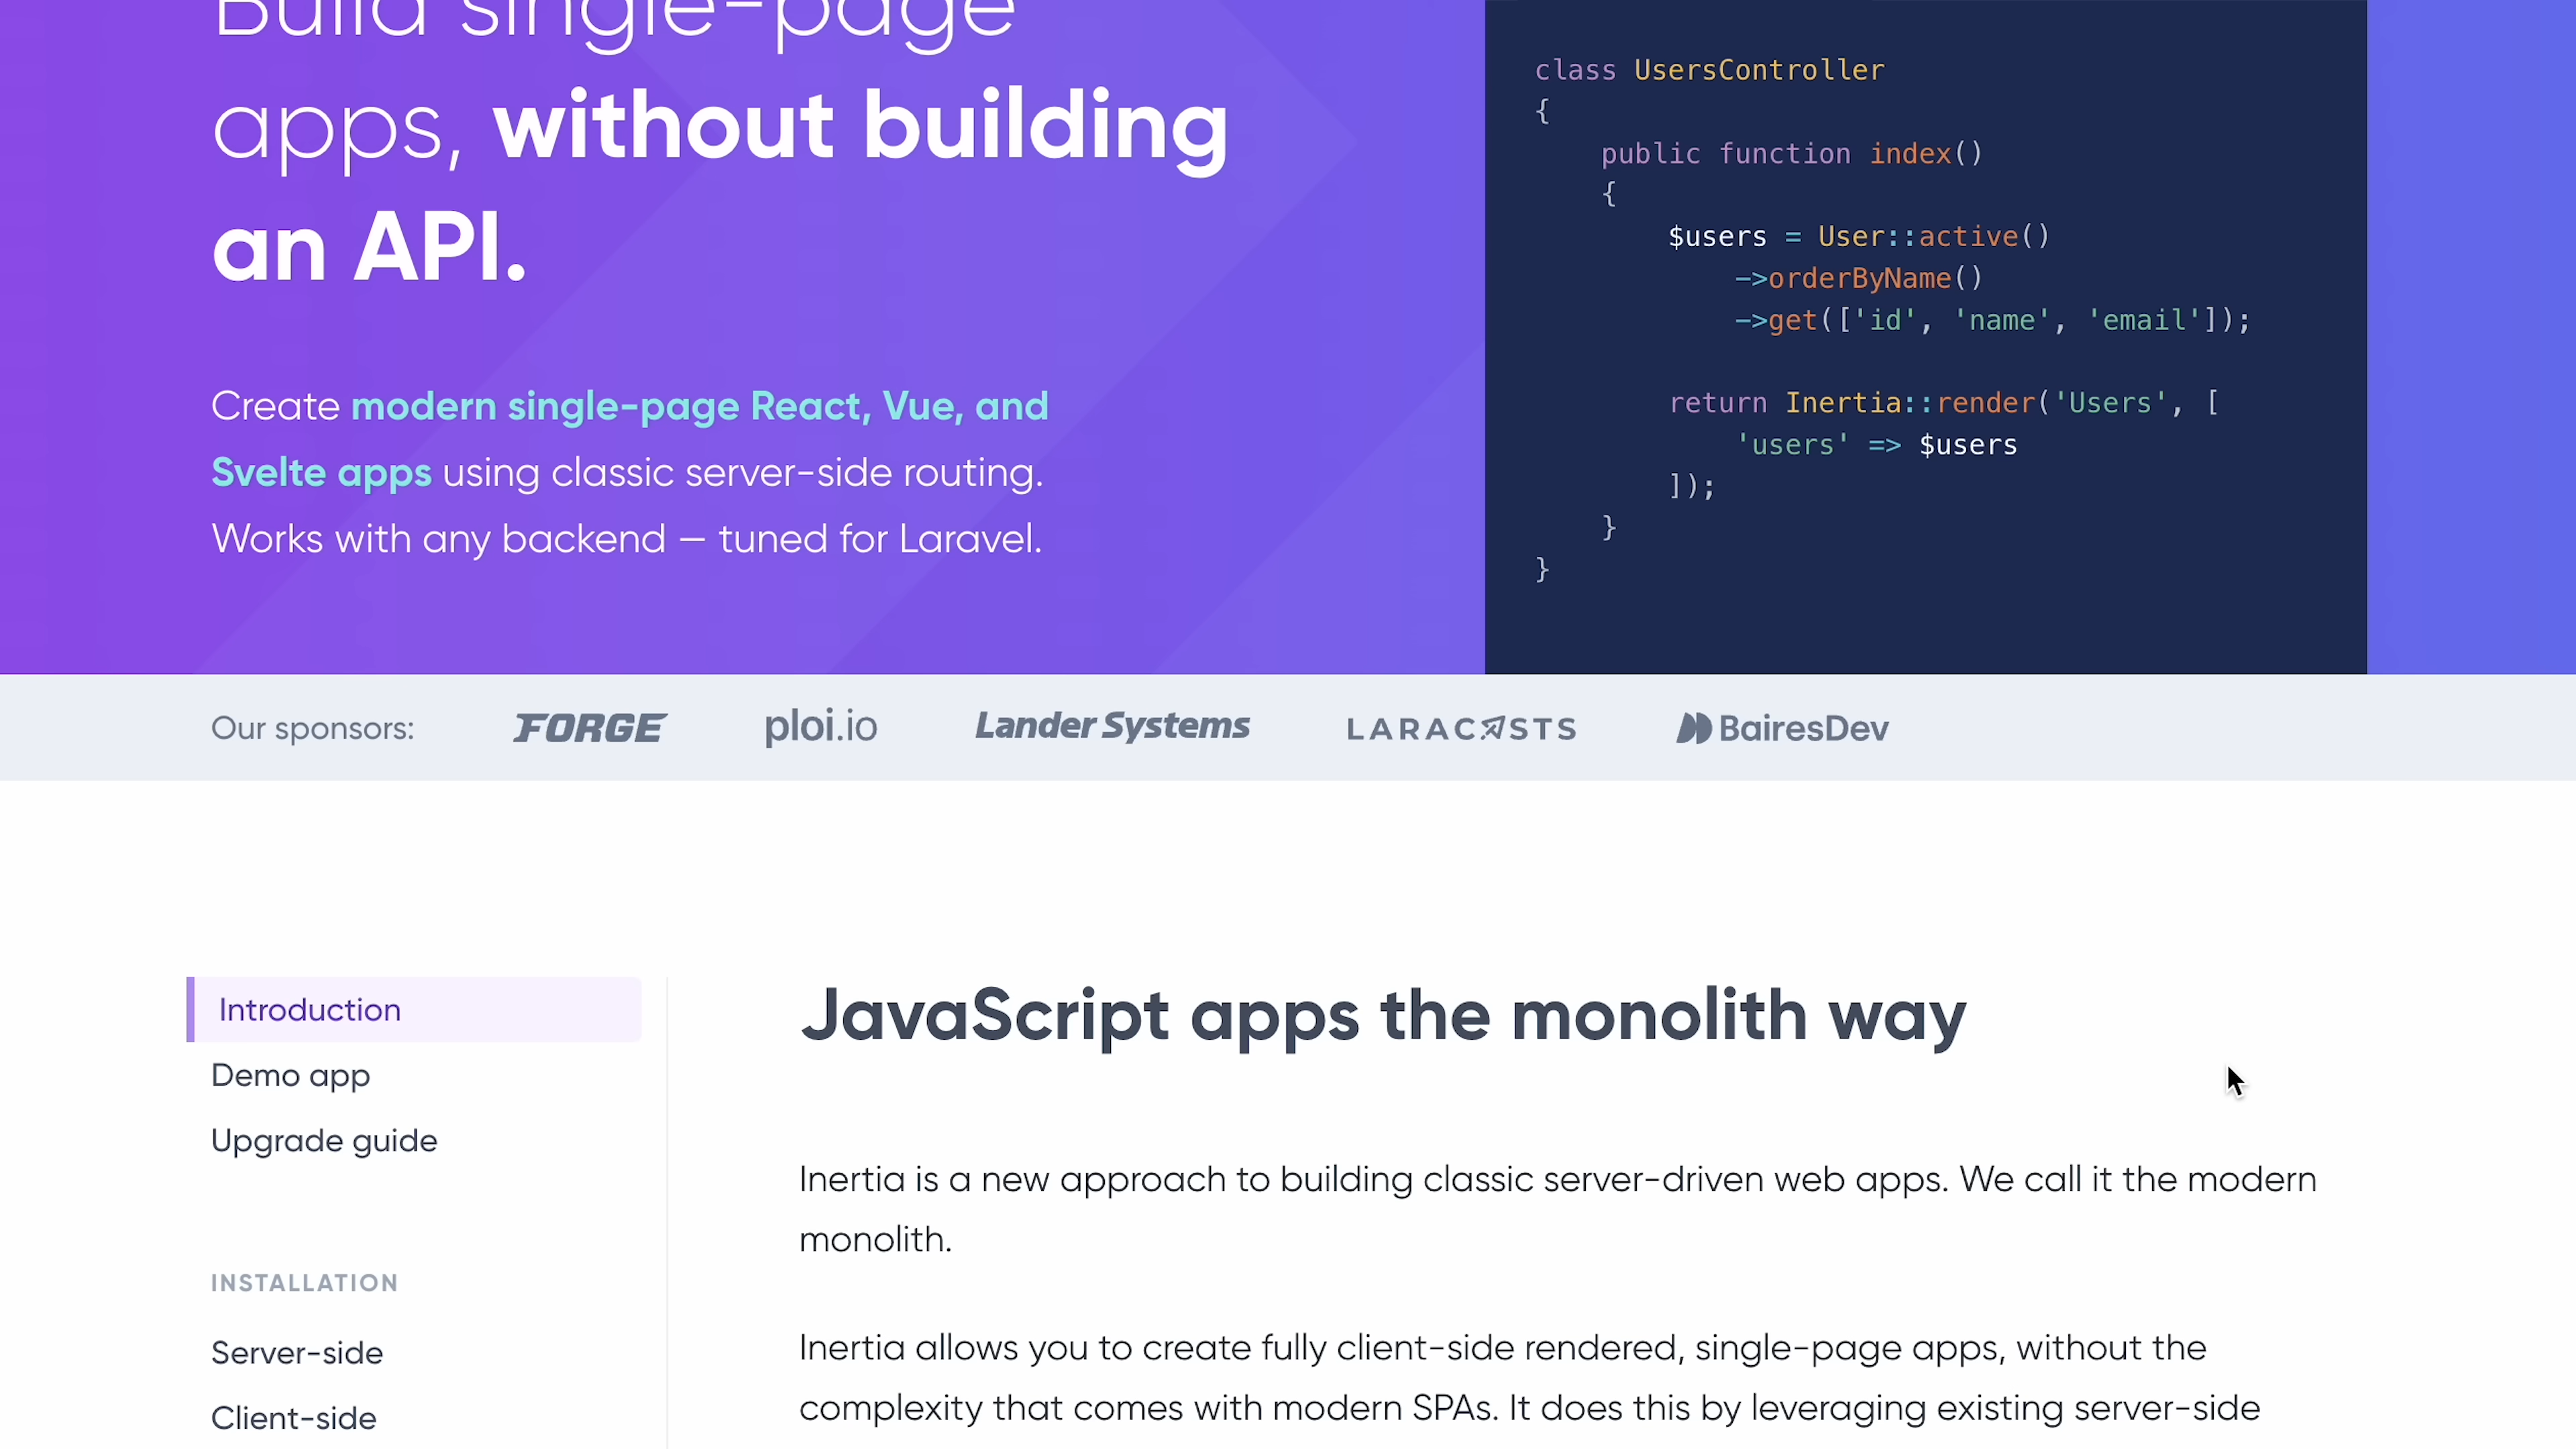 Build single-page
apps, without building
an API.
Create modern single-page React, Vue, and
Svelte apps using classic server-side routing.
Works with any backend — tuned for Laravel.
class UsersController
{
    public function index()
    {
        $users = User::active()
            ->orderByName()
            ->get(['id', 'name', 'email']);
        return Inertia::render('Users', [
            'users' => $users
        ]);
    }
}
Our sponsors: FORGE ploi.io Lander Systems LARACASTS BairesDev
Introduction
Demo app
Upgrade guide
INSTALLATION
Server-side
Client-side
JavaScript apps the monolith way
Inertia is a new approach to building classic server-driven web apps. We call it the modern
monolith.
Inertia allows you to create fully client-side rendered, single-page apps, without the
complexity that comes with modern SPAs. It does this by leveraging existing server-side